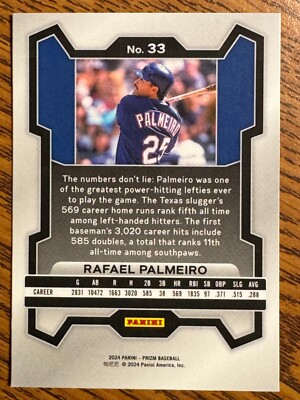 No. 33
PALMEIRO
25
The numbers don't lie: Palmeiro was one
of the greatest power-hitting lefties ever
to play the game. The Texas slugger's
569 career home runs rank fifth all time
among left-handed hitters. The first
baseman's 3,020 career hits include
585 doubles, a total that ranks 11th
all-time among southpaws.
RAFAEL PALMEIRO
G AB R H 2B 3B HR RBI SB OBP SLG AVG
CAREER 2831 10472 1663 3020 585 38 569 1835 97 .371 .515 .288
PANINI
2024 PANINI - PRIZM BASEBALL
© 2024 Panini America, Inc.